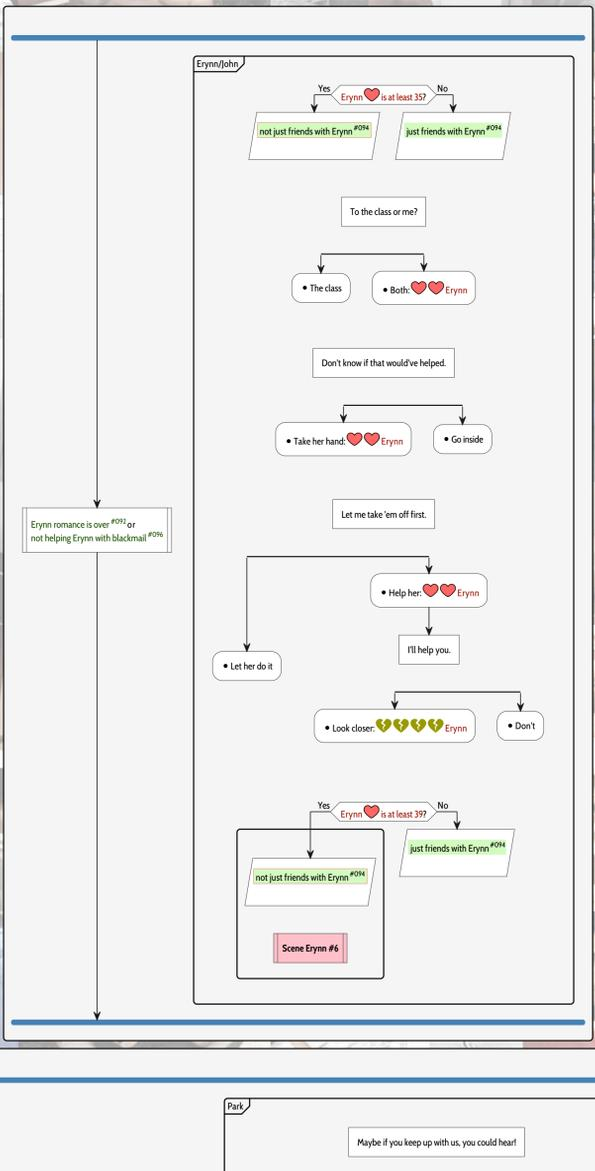 Erynn/John
Yes
Erynn is at least 35?
No
not just friends with Erynn #094
just friends with Erynn #094
To the class or me?
• The class
• Both: Erynn
Don't know if that would've helped.
• Take her hand: Erynn
• Go inside
Let me take 'em off first.
Erynn romance is over #092 or
not helping Erynn with blackmail #096
• Help her: Erynn
I'll help you.
• Let her do it
• Look closer: Erynn
• Don't
Yes
Erynn is at least 39?
No
just friends with Erynn #094
not just friends with Erynn #094
Scene Erynn #6
Park
Maybe if you keep up with us, you could hear!